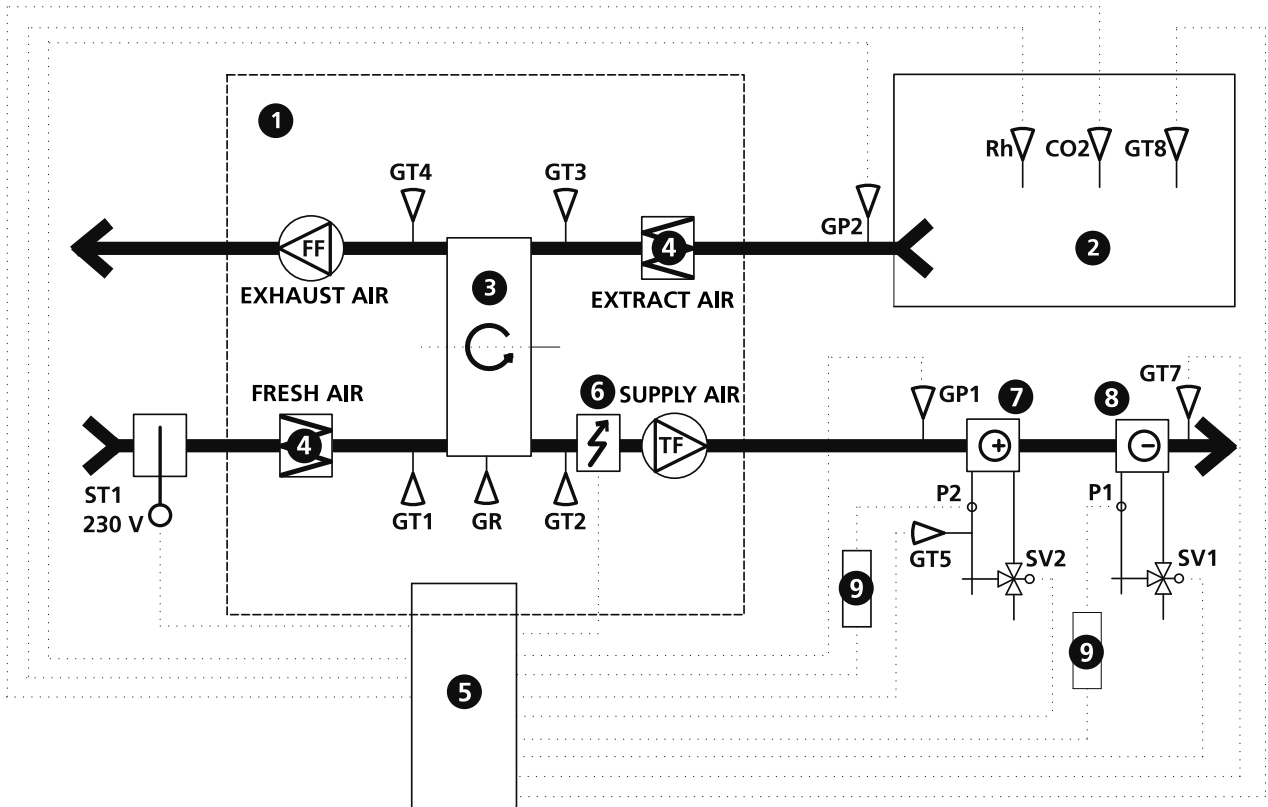 1
Rh
CO2
GT8
GT4
GT3
GP2
FF
4
2
EXHAUST AIR
3
EXTRACT AIR
FRESH AIR
6
SUPPLY AIR
GP1
7
8
GT7
4
TF
ST1
230 V
GT1
GR
GT2
P2
P1
GT5
SV2
SV1
9
9
5